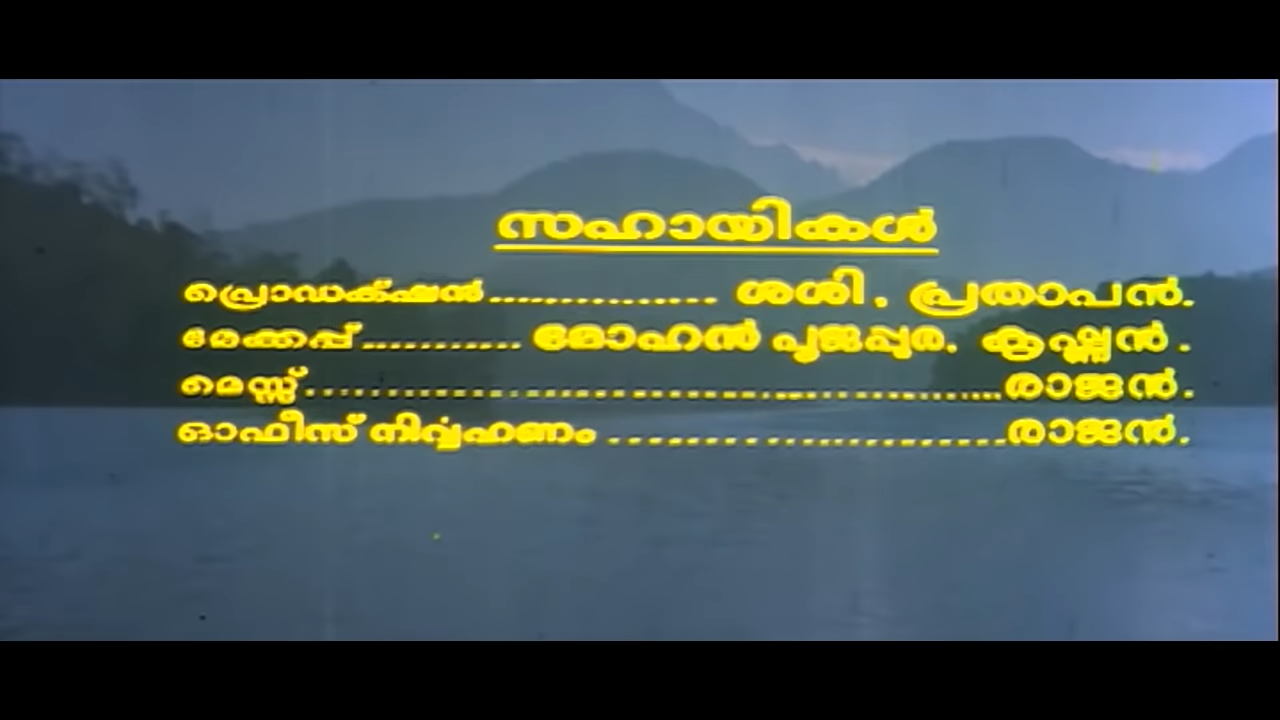 സഹായികൾ
പ്രൊഡക്ഷൻ............... ശശി. പ്രതാപൻ.
മേക്കപ്പ്........... മോഹൻ പൂജപ്പുര. കൃഷ്ണൻ.
മെസ്സ്.......................................................രാജൻ.
ഓഫീസ് നിർവ്വഹണം ..............................രാജൻ.